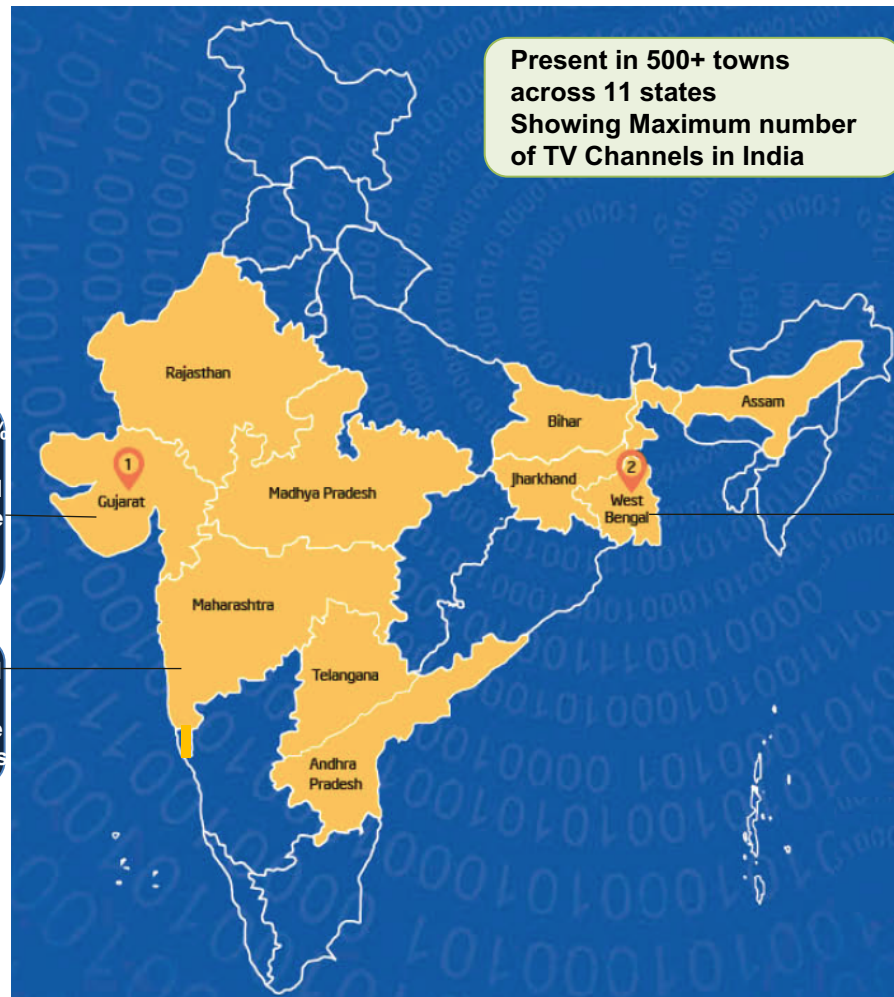 Present in 500+ towns
across 11 states
Showing Maximum number
of TV Channels in India
Rajasthan
Assam
Bihar
1
2
Jharkhand
Madhya Pradesh
Gujarat
West
Bengal
Maharashtra
Telangana
Andhra
Pradesh